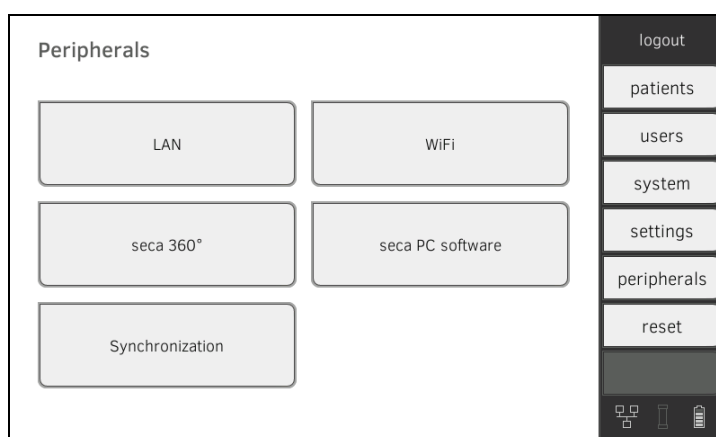 Peripherals
LAN
WiFi
seca 360°
seca PC software
Synchronization
logout
patients
users
system
settings
peripherals
reset